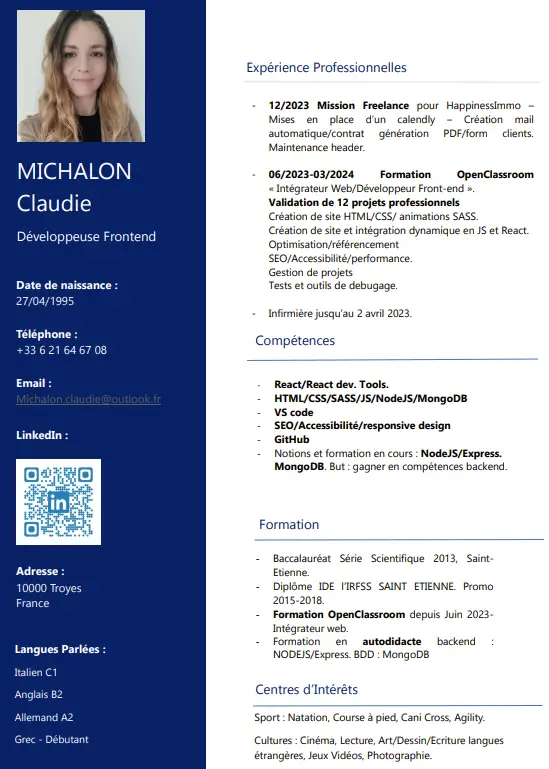 MICHALON
Claudie
Développeuse Frontend
Date de naissance :
27/04/1995
Téléphone :
+33 6 21 64 67 08
Email :
Michalon.claudie@outlook.fr
LinkedIn :
in
Adresse :
10000 Troyes
France
Langues Parlées :
Italien C1
Anglais B2
Allemand A2
Grec - Débutant
Expérience Professionnelles
- 12/2023 Mission Freelance pour HappinessImmo –
Mises en place d'un calendly – Création mail
automatique/contrat génération PDF/form clients.
Maintenance header.
- 06/2023-03/2024 Formation OpenClassroom
« Intégrateur Web/Développeur Front-end ».
Validation de 12 projets professionnels
Création de site HTML/CSS/ animations SASS.
Création de site et intégration dynamique en JS et React.
Optimisation/référencement
SEO/Accessibilité/performance.
Gestion de projets
Tests et outils de debugage.
- Infirmière jusqu'au 2 avril 2023.
Compétences
- React/React dev. Tools.
- HTML/CSS/SASS/JS/NodeJS/MongoDB
- VS code
- SEO/Accessibilité/responsive design
- GitHub
- Notions et formation en cours : NodeJS/Express.
MongoDB. But : gagner en compétences backend.
Formation
- Baccalauréat Série Scientifique 2013, Saint-
Etienne.
- Diplôme IDE l'IRFSS SAINT ETIENNE. Promo
2015-2018.
- Formation OpenClassroom depuis Juin 2023-
Intégrateur web.
- Formation en autodidacte backend :
NODEJS/Express. BDD : MongoDB
Centres d'Intérêts
Sport : Natation, Course à pied, Cani Cross, Agility.
Cultures : Cinéma, Lecture, Art/Dessin/Ecriture langues
étrangères, Jeux Vidéos, Photographie.